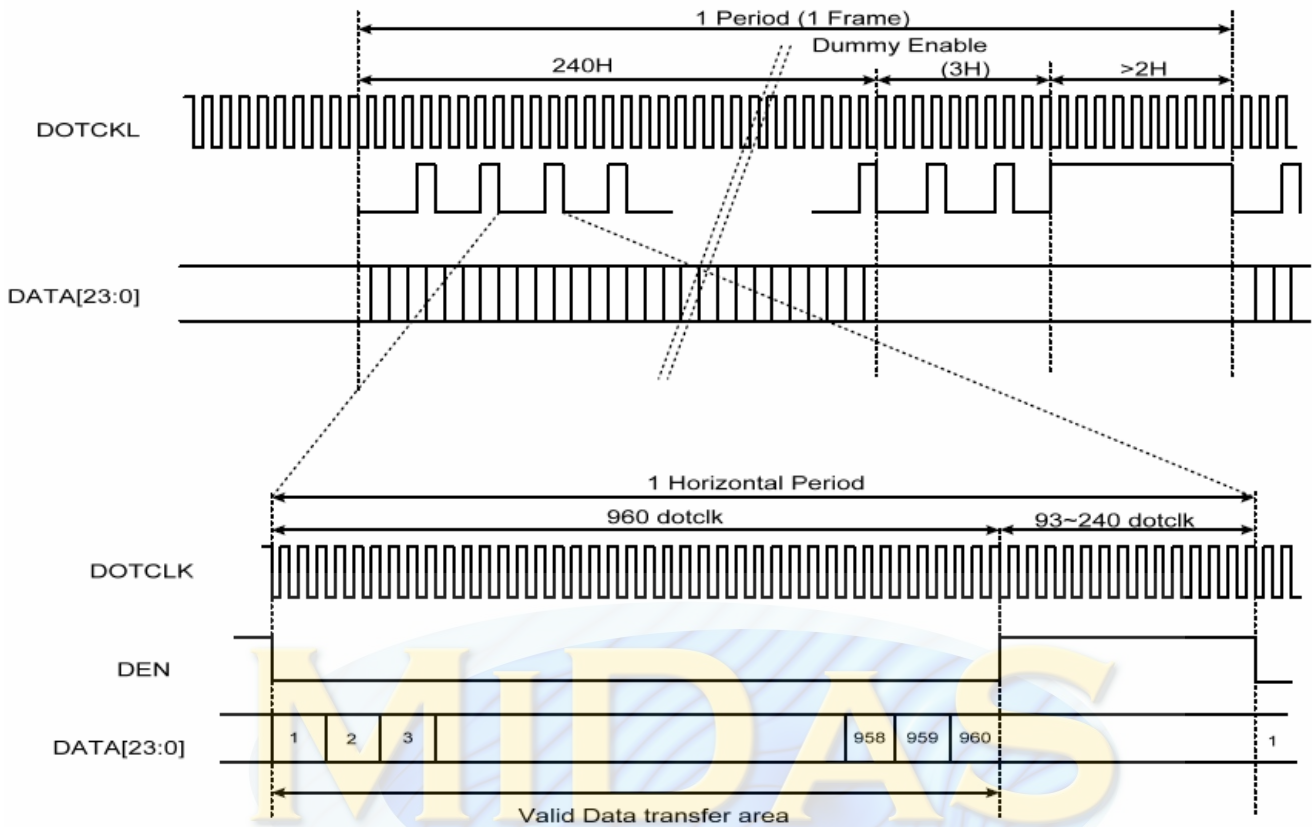 1 Period (1 Frame)
Dummy Enable
240H
(3H)
>2H
DOTCKL
DATA[23:0]
1 Horizontal Period
960 dotclk
93~240 dotclk
DOTCLK
DEN
DATA[23:0]
1
2
3
958
959
960
1
Valid Data transfer area
MIDAS